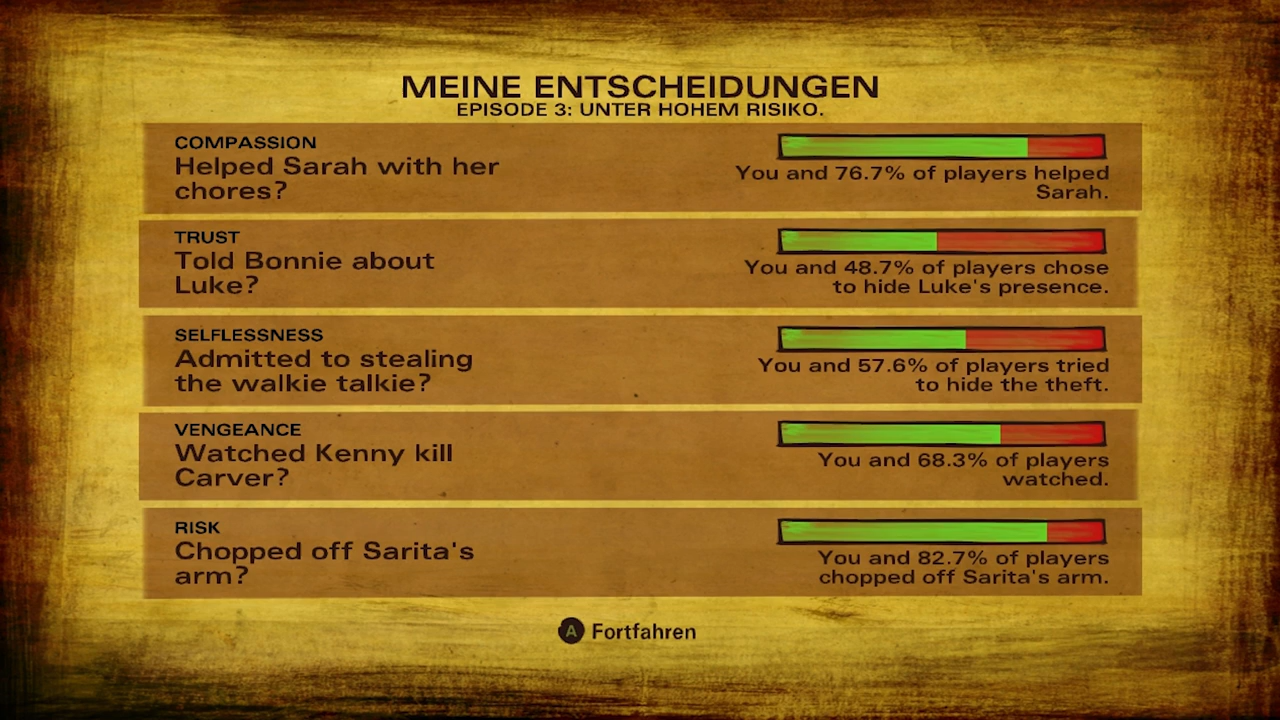 MEINE ENTSCHEIDUNGEN
EPISODE 3: UNTER HOHEM RISIKO.
COMPASSION
Helped Sarah with her
chores?
You and 76.7% of players helped
Sarah.
TRUST
Told Bonnie about
Luke?
You and 48.7% of players chose
to hide Luke's presence.
SELFLESSNESS
Admitted to stealing
the walkie talkie?
You and 57.6% of players tried
to hide the theft.
VENGEANCE
Watched Kenny kill
Carver?
You and 68.3% of players
watched.
RISK
Chopped off Sarita's
arm?
You and 82.7% of players
chopped off Sarita's arm.
A Fortfahren